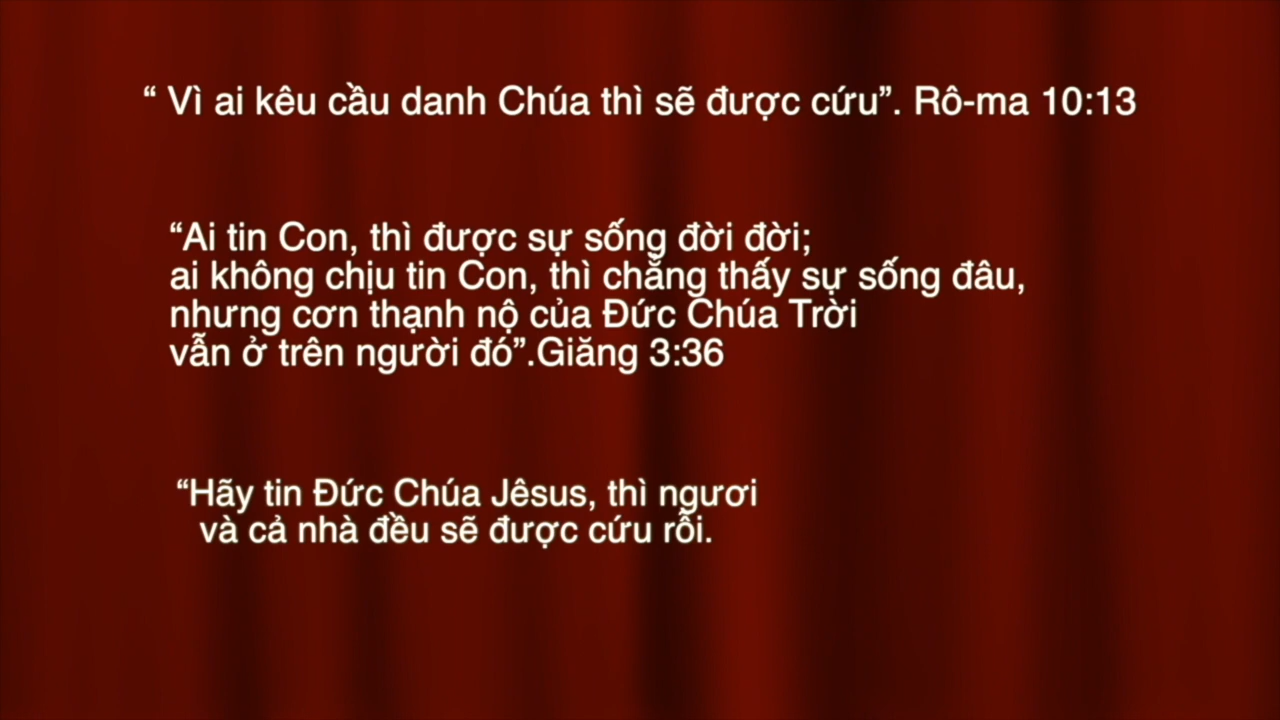 “ Vì ai kêu cầu danh Chúa thì sẽ được cứu”. Rô-ma 10:13
“Ai tin Con, thì được sự sống đời đời;
ai không chịu tin Con, thì chẳng thấy sự sống đâu,
nhưng cơn thạnh nộ của Đức Chúa Trời
vẫn ở trên người đó”.Giăng 3:36
“Hãy tin Đức Chúa Jêsus, thì ngươi
và cả nhà đều sẽ được cứu rỗi.